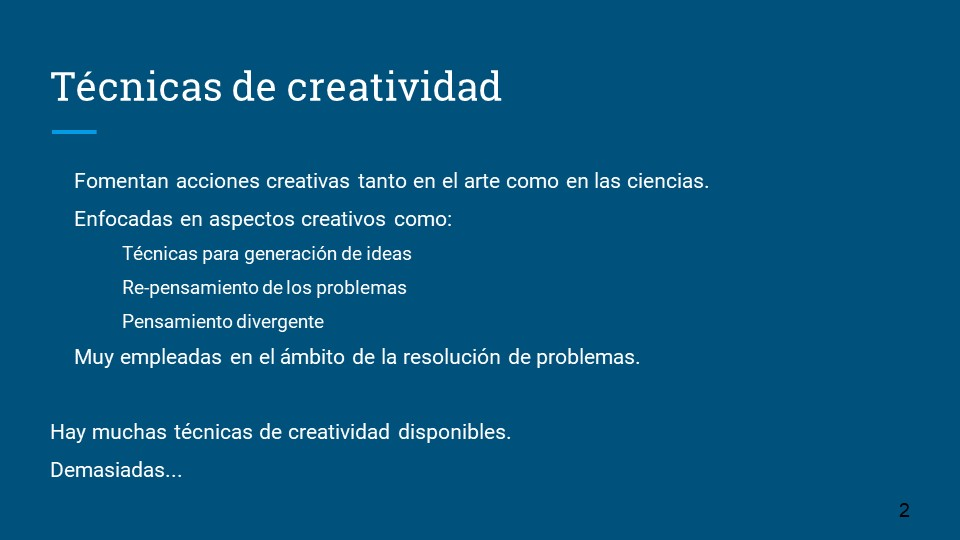 Técnicas de creatividad
Fomentan acciones creativas tanto en el arte como en las ciencias.
Enfocadas en aspectos creativos como:
Técnicas para generación de ideas
Re-pensamiento de los problemas
Pensamiento divergente
Muy empleadas en el ámbito de la resolución de problemas.
Hay muchas técnicas de creatividad disponibles.
Demasiadas...
2